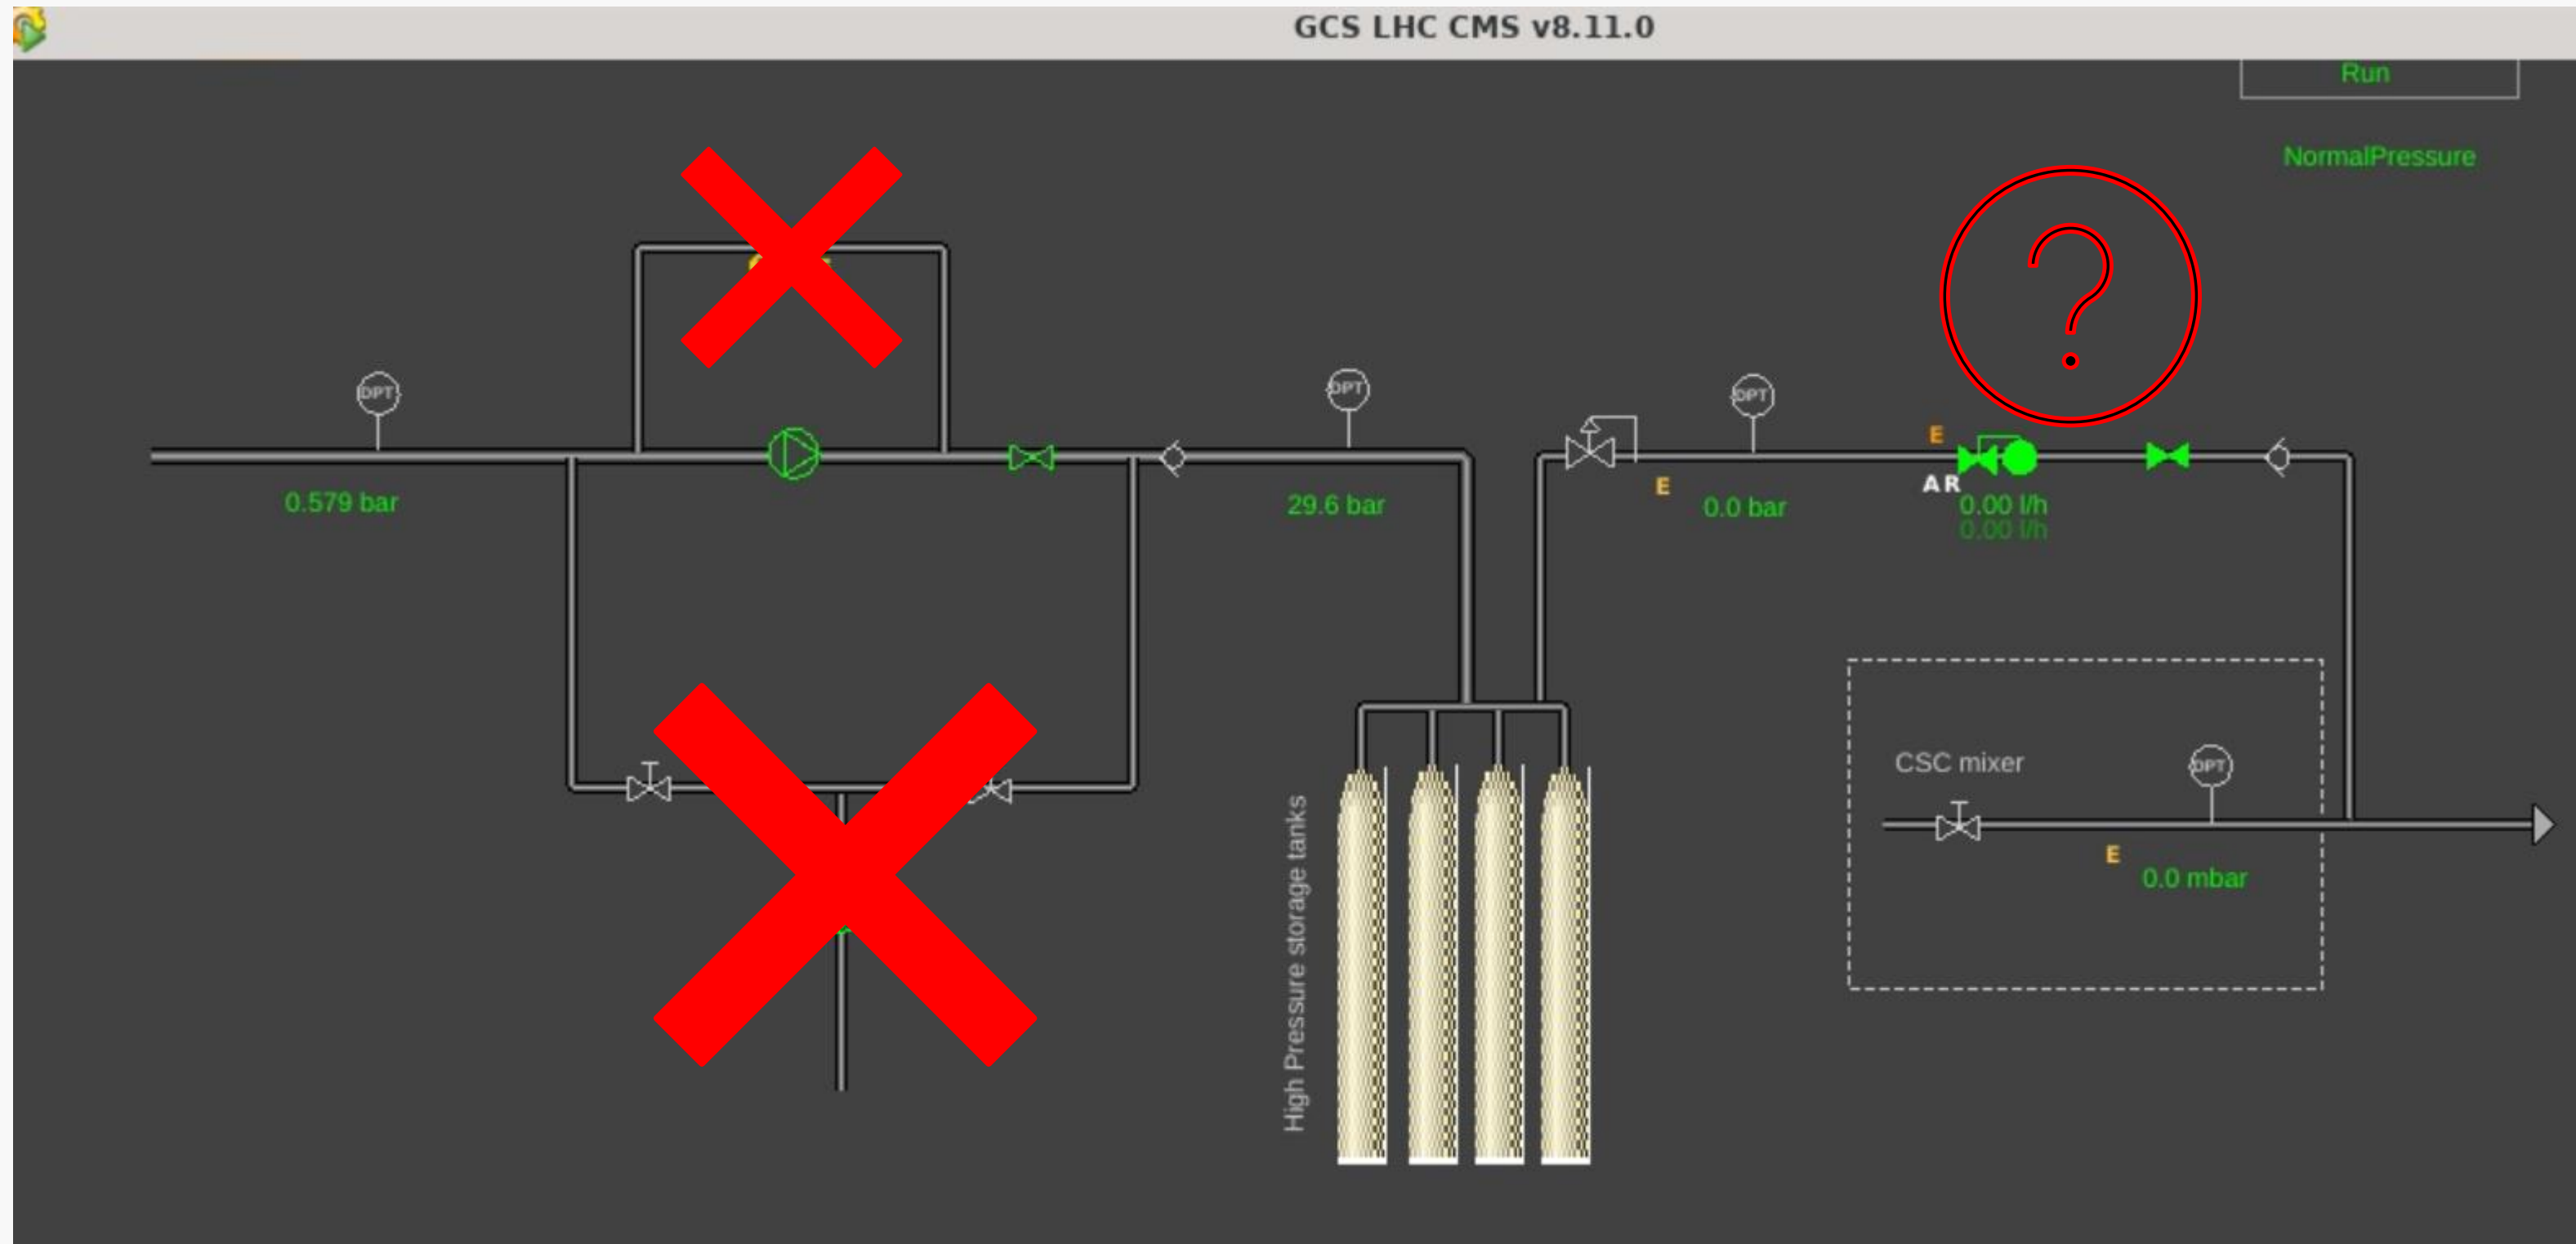 GCS LHC CMS v8.11.0
Run
NormalPressure
DPT
DPT
DPT
E
0.579 bar
29.6 bar
E
0.0 bar
AR
0.00 l/h
0.00 l/h
CSC mixer
DPT
E
0.0 mbar
High Pressure storage tanks
?